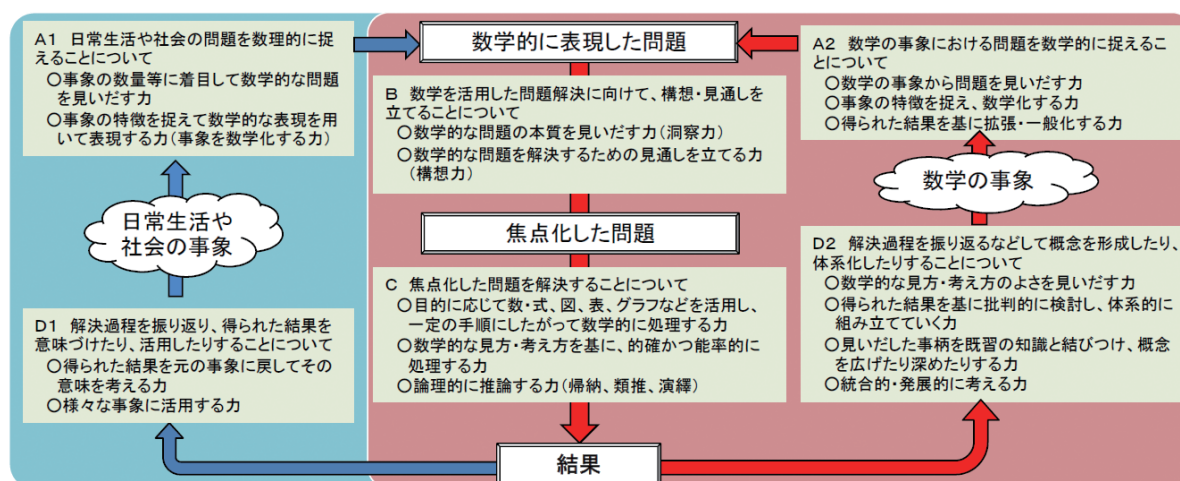 A1 日常生活や社会の問題を数理的に捉
えることについて
○事象の数量等に着目して数学的な問題
を見いだす力
○事象の特徴を捉えて数学的な表現を用
いて表現する力(事象を数学化する力)
日常生活や
社会の事象
D1 解決過程を振り返り、得られた結果を
意味づけたり、活用したりすることについて
○得られた結果を元の事象に戻してその
意味を考える力
○様々な事象に活用する力
数学的に表現した問題
B 数学を活用した問題解決に向けて、構想・見通しを
立てることについて
○数学的な問題の本質を見いだす力(洞察力)
○数学的な問題を解決するための見通しを立てる力
(構想力)
焦点化した問題
C 焦点化した問題を解決することについて
○目的に応じて数・式、図、表、グラフなどを活用し、
一定の手順にしたがって数学的に処理する力
○数学的な見方・考え方を基に、的確かつ能率的に
処理する力
○論理的に推論する力(帰納、類推、演繹)
結果
A2 数学の事象における問題を数学的に捉えるこ
とについて
○数学の事象から問題を見いだす力
○事象の特徴を捉え、数学化する力
○得られた結果を基に拡張・一般化する力
数学の事象
D2 解決過程を振り返るなどして概念を形成したり、
体系化したりすることについて
○数学的な見方・考え方のよさを見いだす力
○得られた結果を基に批判的に検討し、体系的に
組み立てていく力
○見いだした事柄を既習の知識と結びつけ、概念
を広げたり深めたりする力
○統合的・発展的に考える力